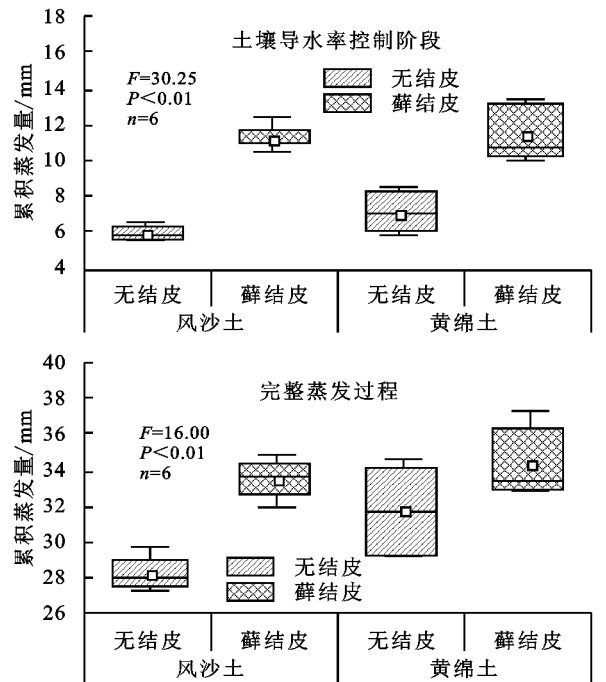 18
16
14
12
10
8
6
4
累积蒸发量/mm
土壤导水率控制阶段
F=30.25
P<0.01
n=6
无结皮
藓结皮
无结皮 藓结皮 无结皮 藓结皮
风沙土 黄绵土
40
38
36
34
32
30
28
26
累积蒸发量/mm
完整蒸发过程
F=16.00
P<0.01
n=6
无结皮
藓结皮
无结皮 藓结皮 无结皮 藓结皮
风沙土 黄绵土